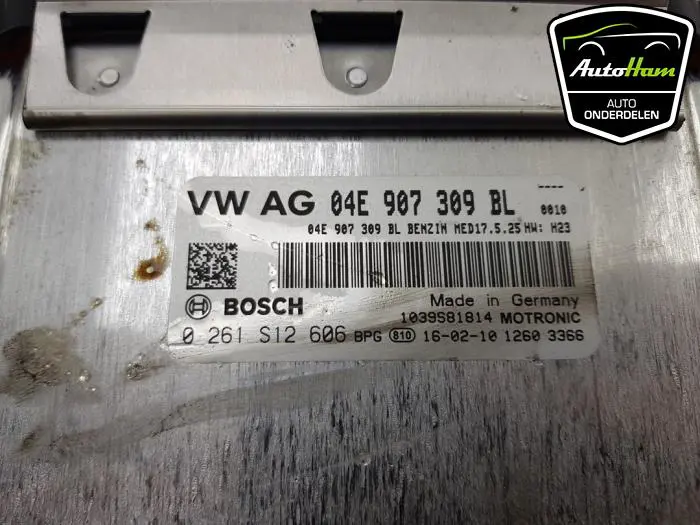 AutoHam
AUTO
ONDERDELEN
VW AG 04E 907 309 BL ----
0010
04E 907 309 BL BENZIN MED17.5.25 HW: H23
BOSCH
Made in Germany
1039S81814 MOTRONIC
0 261 S12 606 BPG 810 16-02-10 1260 3366